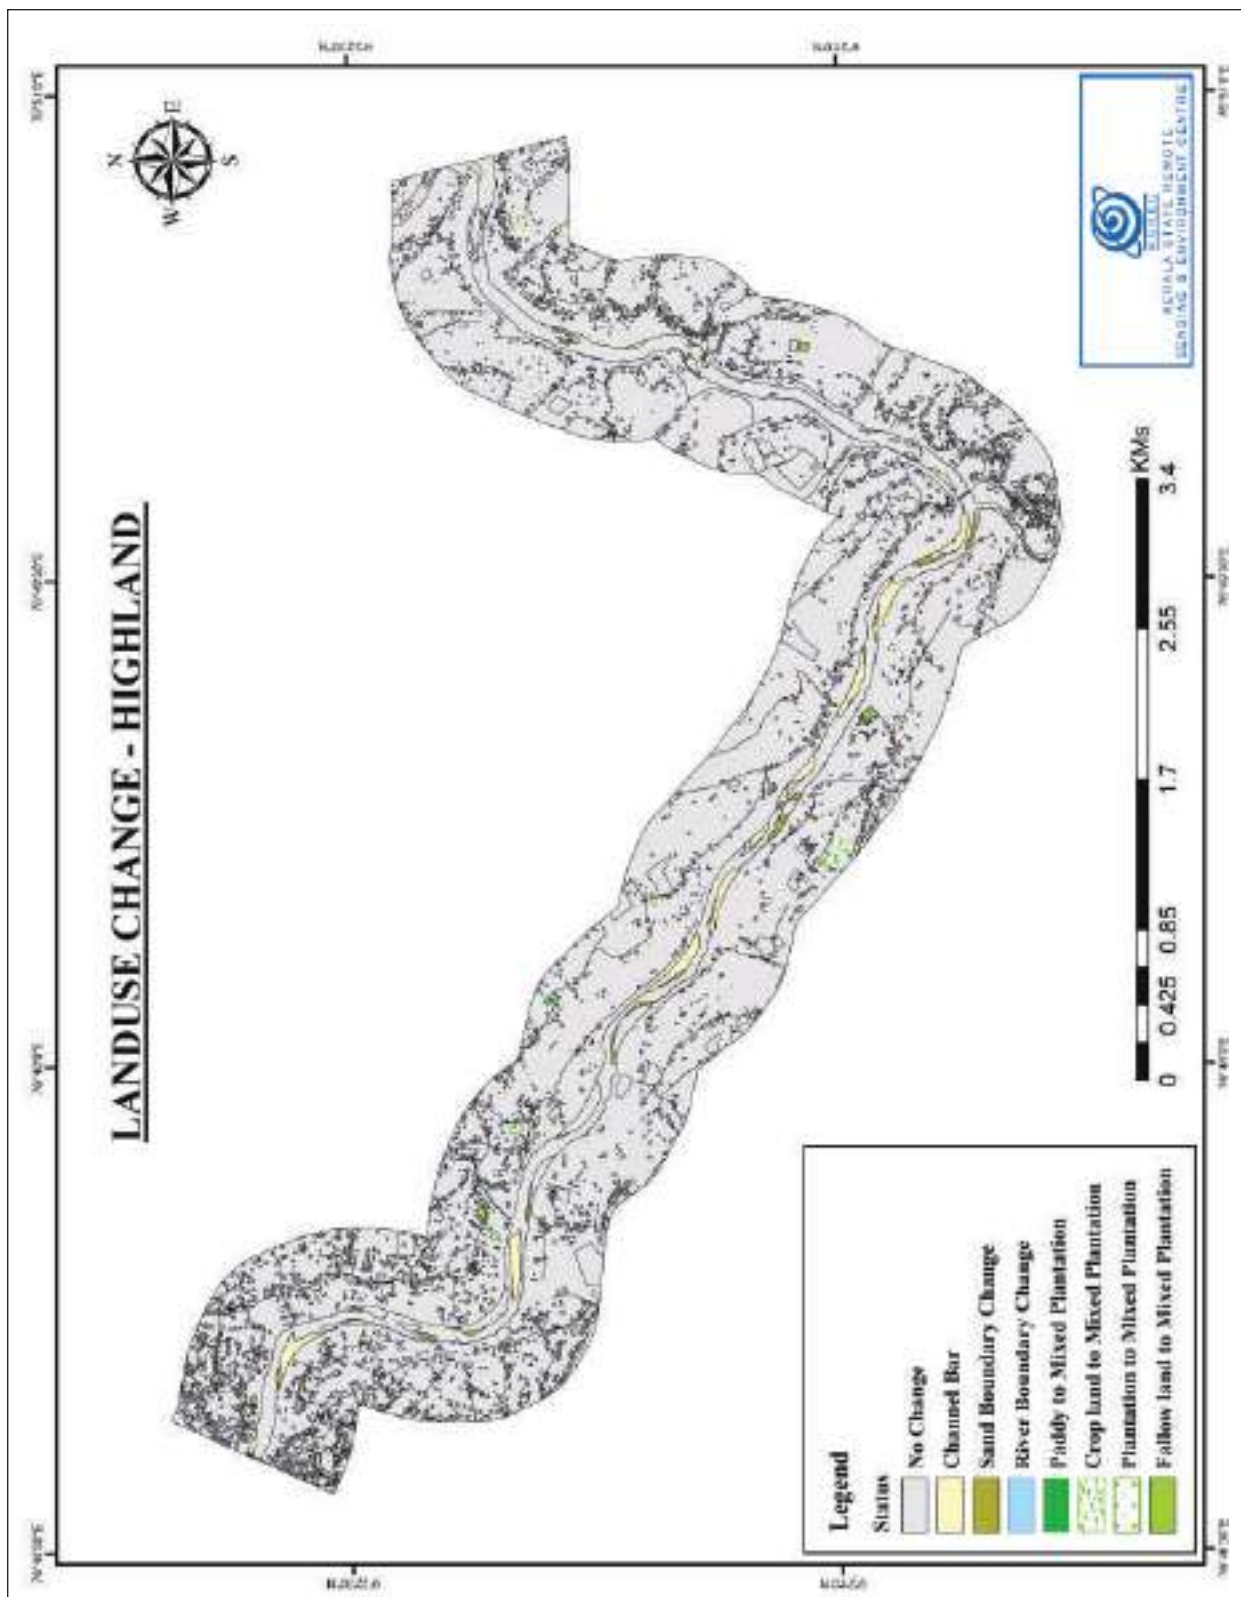 LANDUSE CHANGE - HIGHLAND
N
E
S
W
KERALA STATE REMOTE
SENSING & ENVIRONMENT CENTRE
0 0.425 0.85 1.7 2.55 3.4
KMs
Legend
Status
No Change
Channel Bar
Sand Boundary Change
River Boundary Change
Paddy to Mixed Plantation
Crop land to Mixed Plantation
Plantation to Mixed Plantation
Fallow land to Mixed Plantation